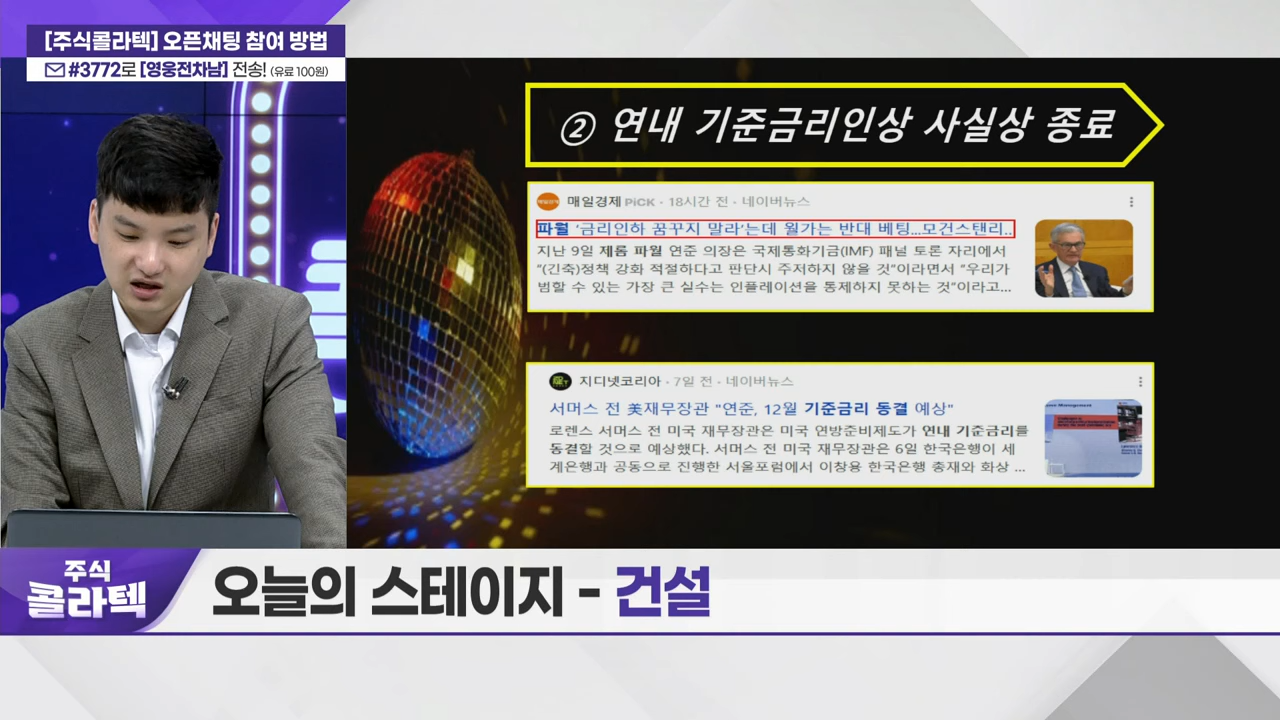 [주식콜라텍] 오픈채팅 참여 방법
#3772로 [영웅전차남] 전송! (유료 100원)
② 연내 기준금리인상 사실상 종료
매일경제 PiCK · 18시간 전 · 네이버뉴스
파월 '금리인하 꿈꾸지 말라'는데 월가는 반대 베팅...모건스탠리..
지난 9일 제롬 파월 연준 의장은 국제통화기금(IMF) 패널 토론 자리에서
"(긴축)정책 강화 적절하다고 판단시 주저하지 않을 것"이라면서 "우리가
범할 수 있는 가장 큰 실수는 인플레이션을 통제하지 못하는 것"이라고...
지디넷코리아 · 7일 전 · 네이버뉴스
서머스 전 美재무장관 "연준, 12월 기준금리 동결 예상"
로렌스 서머스 전 미국 재무장관은 미국 연방준비제도가 연내 기준금리를
동결할 것으로 예상했다. 서머스 전 미국 재무장관은 6일 한국은행이 세
계은행과 공동으로 진행한 서울포럼에서 이창용 한국은행 총재와 화상 ...
주식
콜라텍
오늘의 스테이지 - 건설